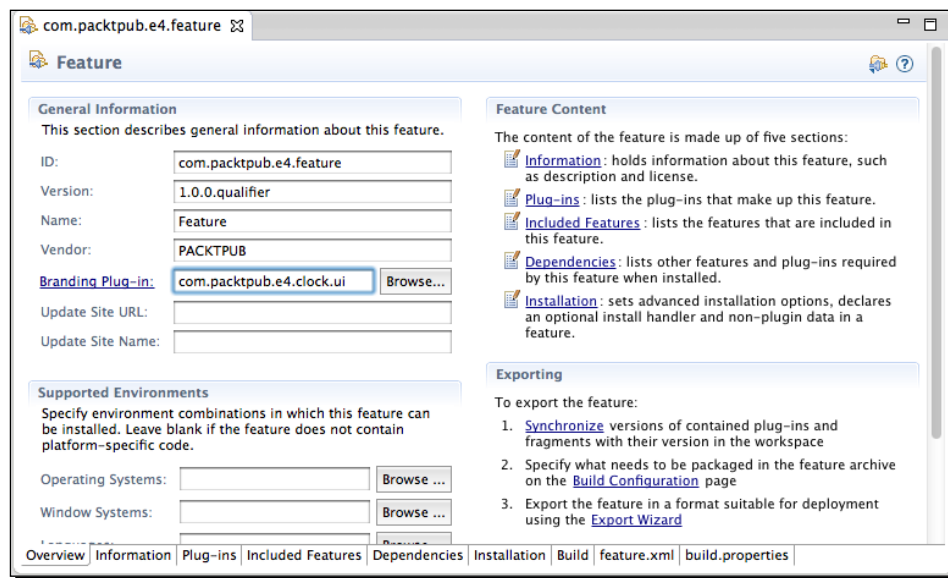 com.packtpub.e4.feature
Feature
General Information
This section describes general information about this feature.
ID:
com.packtpub.e4.feature
Version:
1.0.0.qualifier
Name:
Feature
Vendor:
PACKTPUB
Branding Plug-in:
com.packtpub.e4.clock.ui
Browse...
Update Site URL:
Update Site Name:
Supported Environments
Specify environment combinations in which this feature can
be installed. Leave blank if the feature does not contain
platform-specific code.
Operating Systems:
Browse ...
Window Systems:
Browse ...
Feature Content
The content of the feature is made up of five sections:
Information : holds information about this feature, such
as description and license.
Plug-ins : lists the plug-ins that make up this feature.
Included Features : lists the features that are included in
this feature.
Dependencies : lists other features and plug-ins required
by this feature when installed.
Installation : sets advanced installation options, declares
an optional install handler and non-plugin data in a
feature.
Exporting
To export the feature:
1. Synchronize versions of contained plug-ins and
fragments with their version in the workspace
2. Specify what needs to be packaged in the feature archive
on the Build Configuration page
3. Export the feature in a format suitable for deployment
using the Export Wizard
Overview Information Plug-ins Included Features Dependencies Installation Build feature.xml build.properties